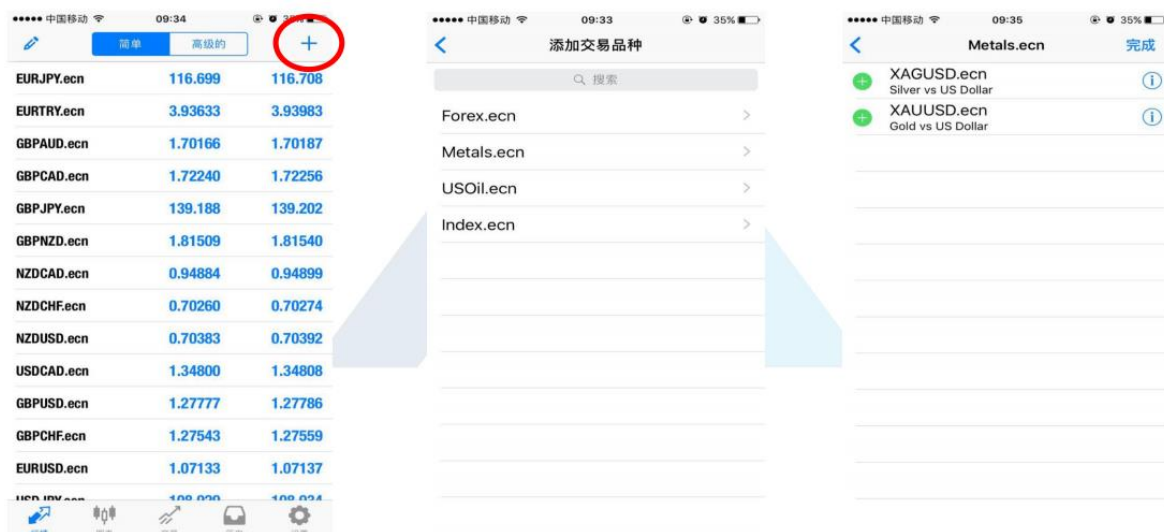 中国移动 09:34 35%
简单 高级的
EURJPY.ecn 116.699 116.708
EURTRY.ecn 3.93633 3.93983
GBPAUD.ecn 1.70166 1.70187
GBPCAD.ecn 1.72240 1.72256
GBPJPY.ecn 139.188 139.202
GBPNZD.ecn 1.81509 1.81540
NZDCAD.ecn 0.94884 0.94899
NZDCHF.ecn 0.70260 0.70274
NZDUSD.ecn 0.70383 0.70392
USDCAD.ecn 1.34800 1.34808
GBPUSD.ecn 1.27777 1.27786
GBPCHF.ecn 1.27543 1.27559
EURUSD.ecn 1.07133 1.07137
中国移动 09:33 35%
添加交易品种
搜索
Forex.ecn
Metals.ecn
USOil.ecn
Index.ecn
中国移动 09:35 35%
Metals.ecn 完成
XAGUSD.ecn
Silver vs US Dollar
XAUUSD.ecn
Gold vs US Dollar